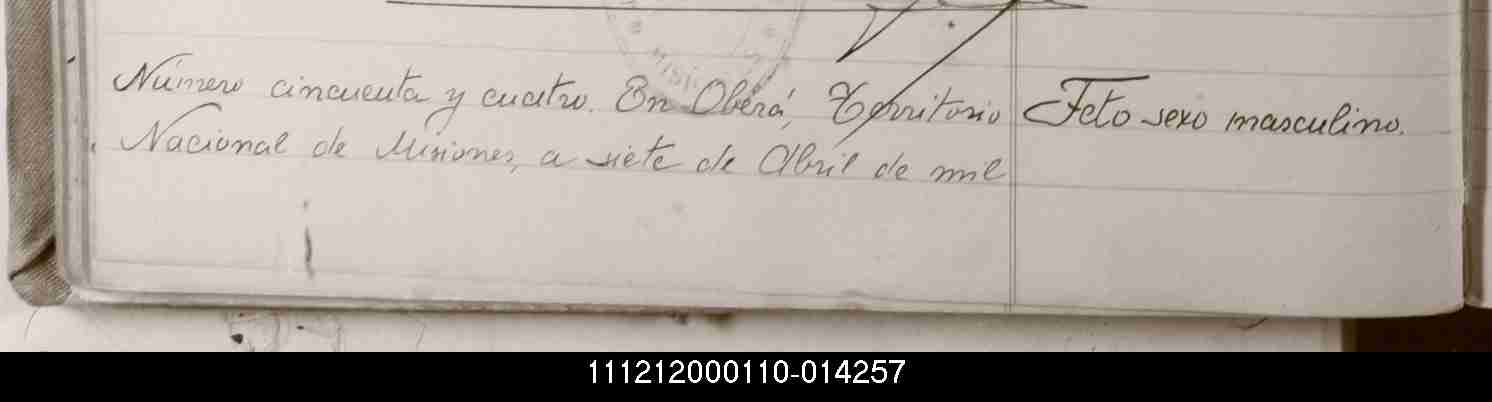 MISI
Número cincuenta y cuatro. En Oberá, Territorio
Nacional de Misiones, a siete de Abril de mil
Feto sexo masculino.
111212000110-014257